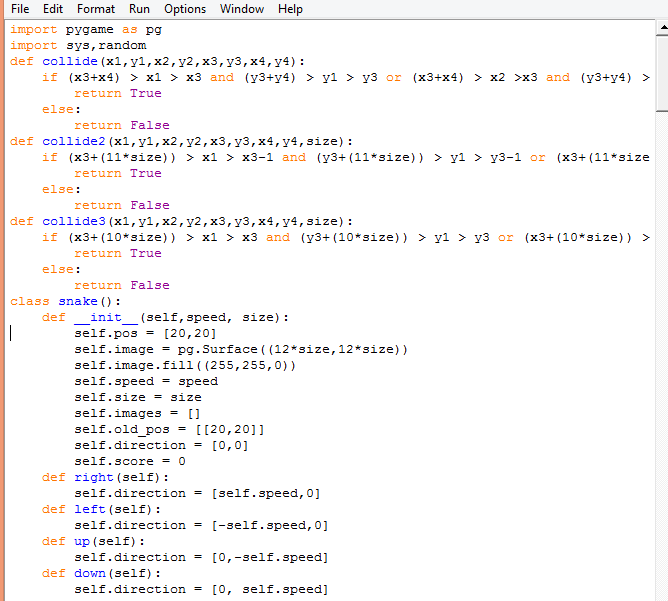 File Edit Format Run Options Window Help
import pygame as pg
import sys,random
def collide(x1,y1,x2,y2,x3,y3,x4,y4):
    if (x3+x4) > x1 > x3 and (y3+y4) > y1 > y3 or (x3+x4) > x2 >x3 and (y3+y4) >
        return True
    else:
        return False
def collide2(x1,y1,x2,y2,x3,y3,x4,y4,size):
    if (x3+(11*size)) > x1 > x3-1 and (y3+(11*size)) > y1 > y3-1 or (x3+(11*size
        return True
    else:
        return False
def collide3(x1,y1,x2,y2,x3,y3,x4,y4,size):
    if (x3+(10*size)) > x1 > x3 and (y3+(10*size)) > y1 > y3 or (x3+(10*size)) >
        return True
    else:
        return False
class snake():
    def __init__(self,speed, size):
        self.pos = [20,20]
        self.image = pg.Surface((12*size,12*size))
        self.image.fill((255,255,0))
        self.speed = speed
        self.size = size
        self.images = []
        self.old_pos = [[20,20]]
        self.direction = [0,0]
        self.score = 0
    def right(self):
        self.direction = [self.speed,0]
    def left(self):
        self.direction = [-self.speed,0]
    def up(self):
        self.direction = [0,-self.speed]
    def down(self):
        self.direction = [0, self.speed]